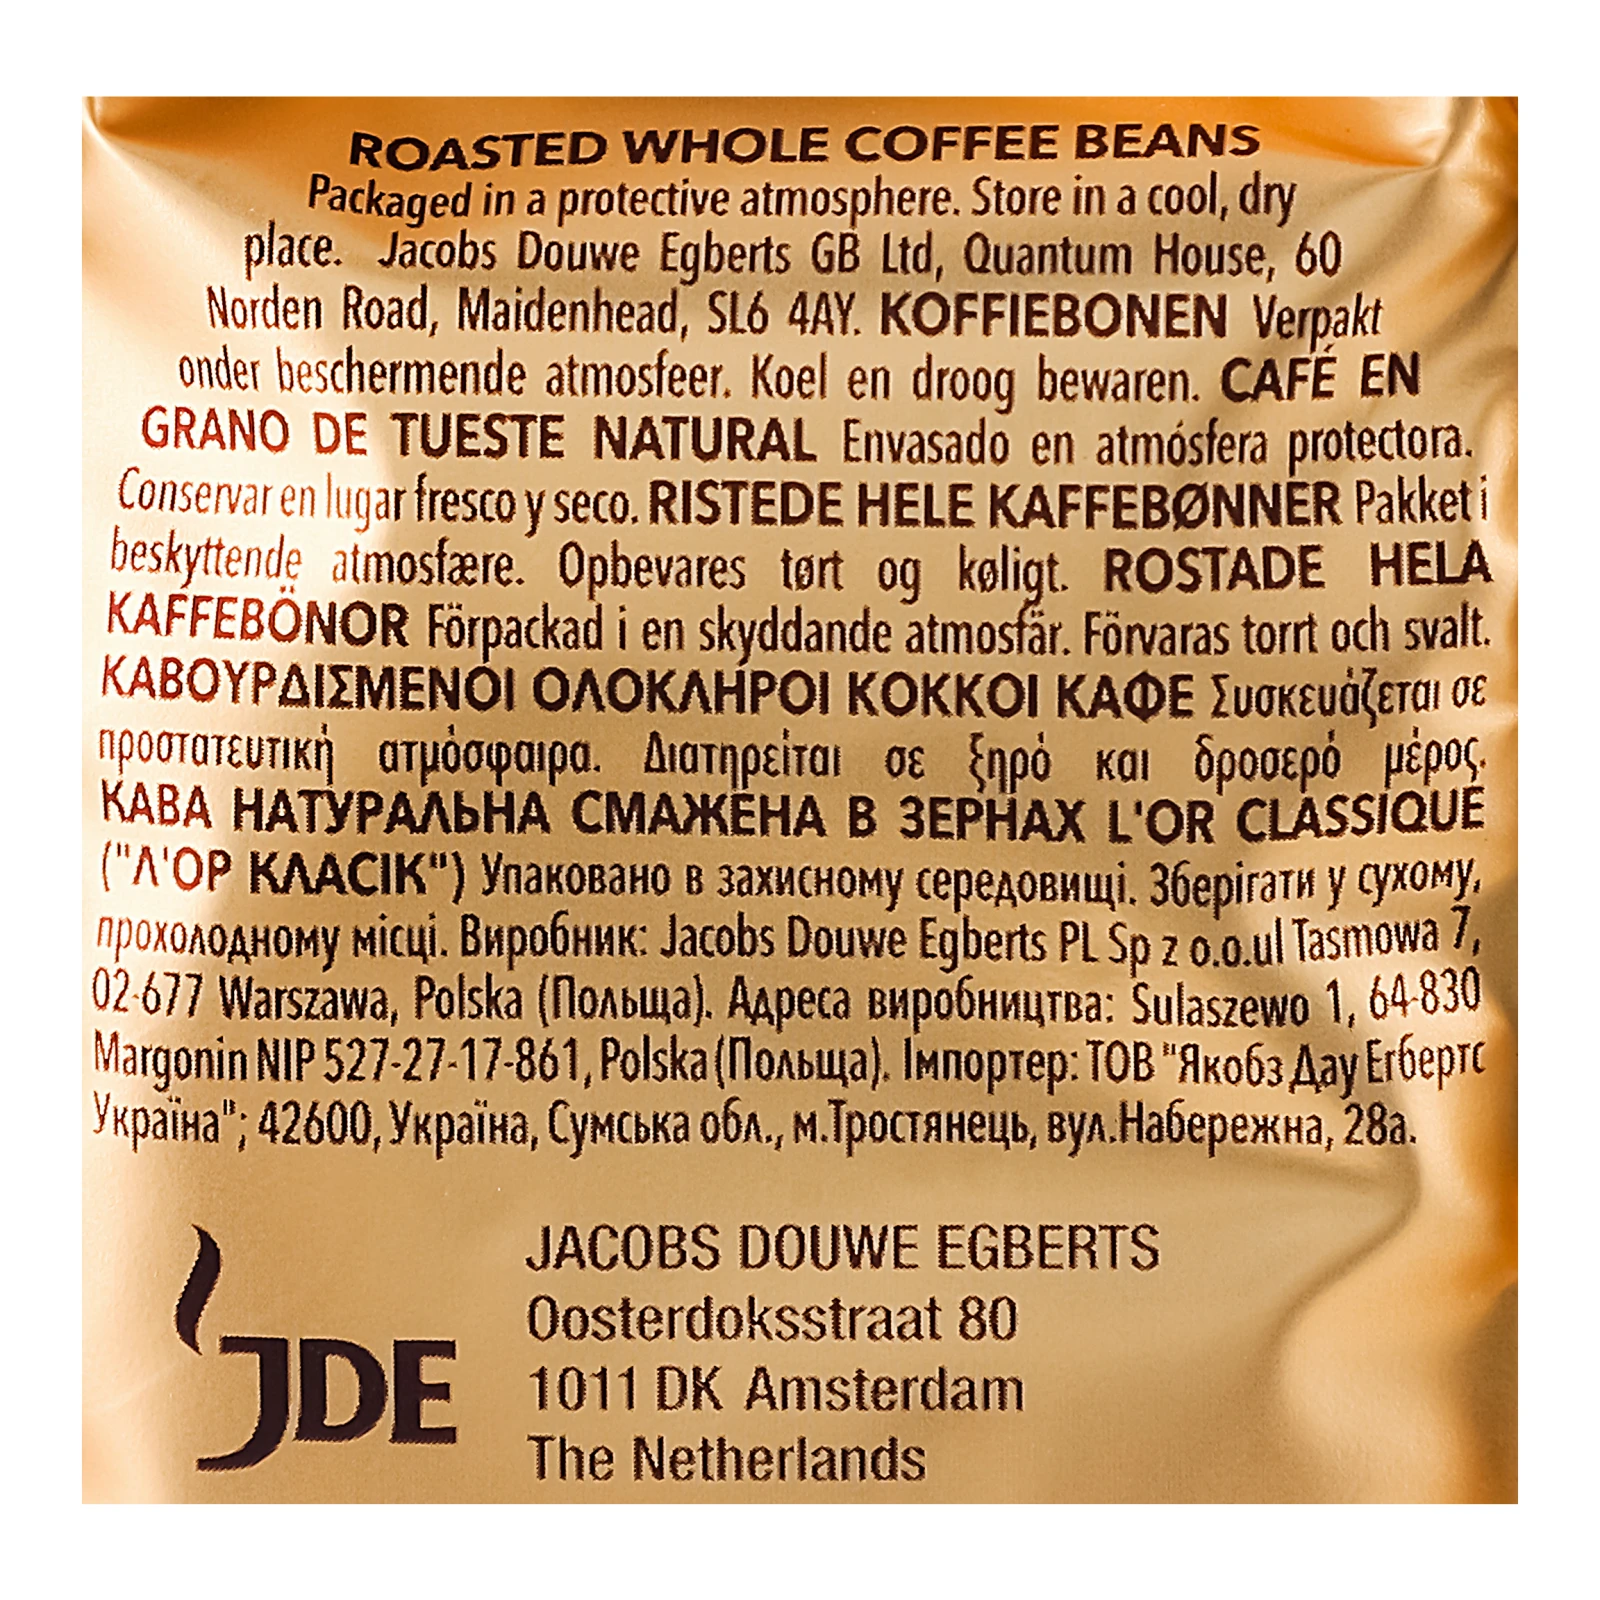 ROASTED WHOLE COFFEE BEANS
Packaged in a protective atmosphere. Store in a cool, dry
place. Jacobs Douwe Egberts GB Ltd, Quantum House, 60
Norden Road, Maidenhead, SL6 4AY. KOFFIEBONEN Verpakt
onder beschermende atmosfeer. Koel en droog bewaren. CAFÉ EN
GRANO DE TUESTE NATURAL Envasado en atmósfera protectora.
Conservar en lugar fresco y seco. RISTEDE HELE KAFFEBØNNER Pakket i
beskyttende atmosfære. Opbevares tørt og køligt. ROSTADE HELA
KAFFEBÖNOR Förpackad i en skyddande atmosfär. Förvaras torrt och svalt.
ΚΑΒΟΥΡΔΙΣΜΕΝΟΙ ΟΛΟΚΛΗΡΟΙ ΚΟΚΚΟΙ ΚΑΦΕ Συσκευάζεται σε
προστατευτική ατμόσφαιρα. Διατηρείται σε ξηρό και δροσερό μέρος.
КАВА НАТУРАЛЬНА СМАЖЕНА В ЗЕРНАХ L'OR CLASSIQUE
("Л'ОР КЛАСІК") Упаковано в захисному середовищі. Зберігати у сухому,
прохолодному місці. Виробник: Jacobs Douwe Egberts PL Sp z o.o.ul Tasmowa 7,
02-677 Warszawa, Polska (Польща). Адреса виробництва: Sulaszewo 1, 64-830
Margonin NIP 527-27-17-861, Polska (Польща). Імпортер: ТОВ "Якобз Дау Егбертс
Україна"; 42600, Україна, Сумська обл., м.Тростянець, вул.Набережна, 28а.
JDE
JACOBS DOUWE EGBERTS
Oosterdoksstraat 80
1011 DK Amsterdam
The Netherlands